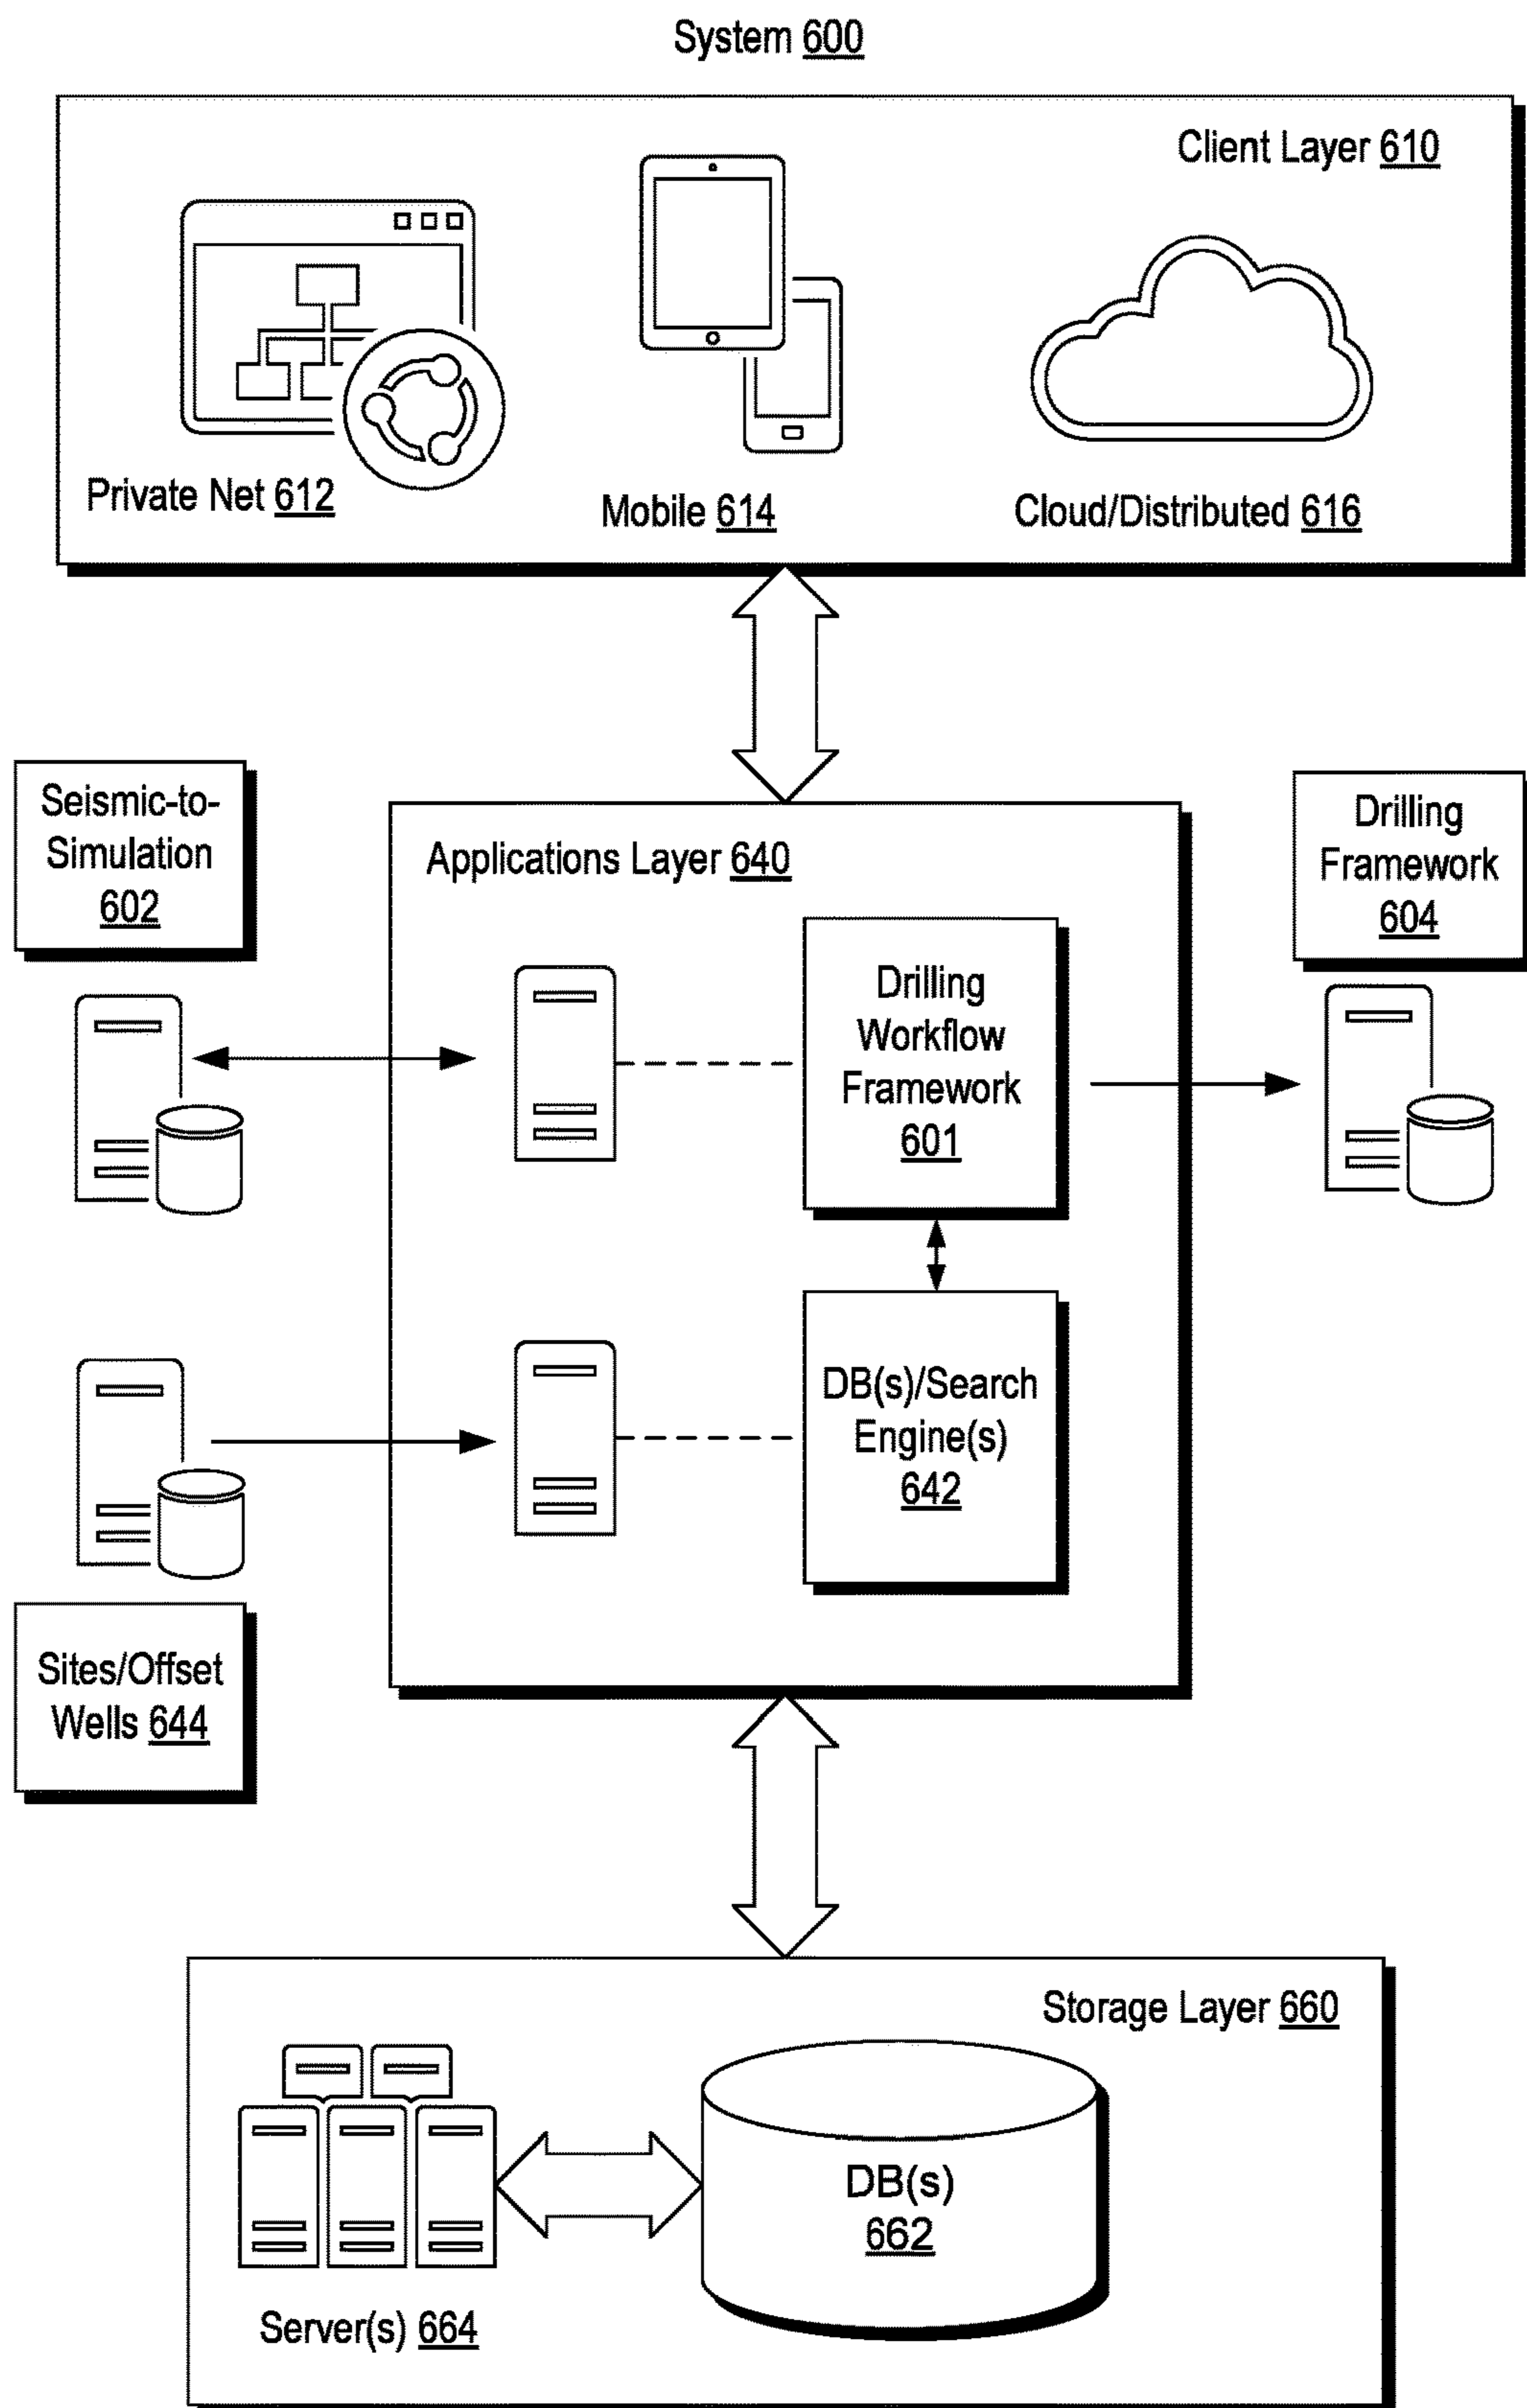 System 600
Client Layer 610
Private Net 612
Mobile 614
Cloud/Distributed 616
Seismic-to-
Simulation
602
Applications Layer 640
Drilling
Framework
604
Drilling
Workflow
Framework
601
DB(s)/Search
Engine(s)
642
Sites/Offset
Wells 644
Storage Layer 660
DB(s)
662
Server(s) 664